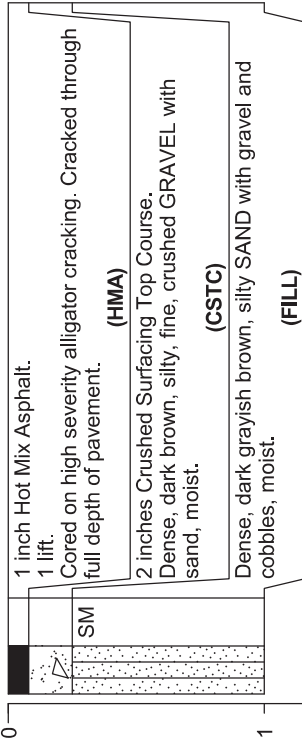 0
1 inch Hot Mix Asphalt.
1 lift.
Cored on high severity alligator cracking. Cracked through
full depth of pavement.
(HMA)
2 inches Crushed Surfacing Top Course.
Dense, dark brown, silty, fine, crushed GRAVEL with
sand, moist.
(CSTC)
SM
Dense, dark grayish brown, silty SAND with gravel and
cobbles, moist.
(FILL)
1